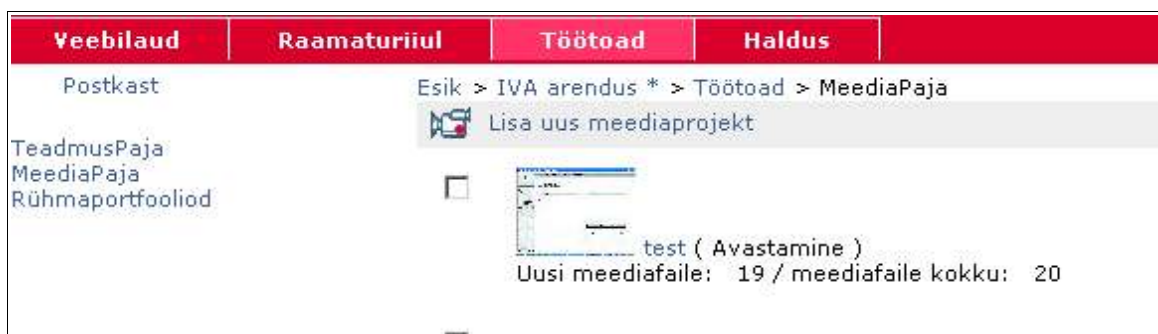 Veebilaud Raamaturiiul Töötoad Haldus
Postkast
TeadmusPaja
MeediaPaja
Rühmaportfooliod
Esik > IVA arendus * > Töötoad > MeediaPaja
Lisa uus meediaprojekt
test ( Avastamine )
Uusi meediafaile: 19 / meediafaile kokku: 20